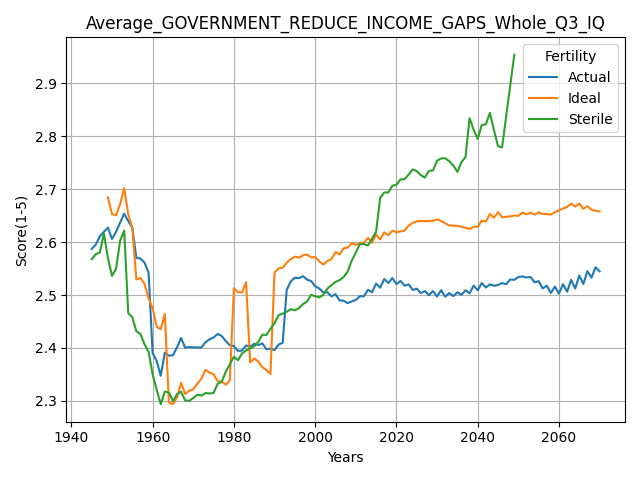 Average_GOVERNMENT_REDUCE_INCOME_GAPS_Whole_Q3_IQ
Fertility
Actual
Ideal
Sterile
Score(1-5)
2.9
2.8
2.7
2.6
2.5
2.4
2.3
1940 1960 1980 2000 2020 2040 2060
Years